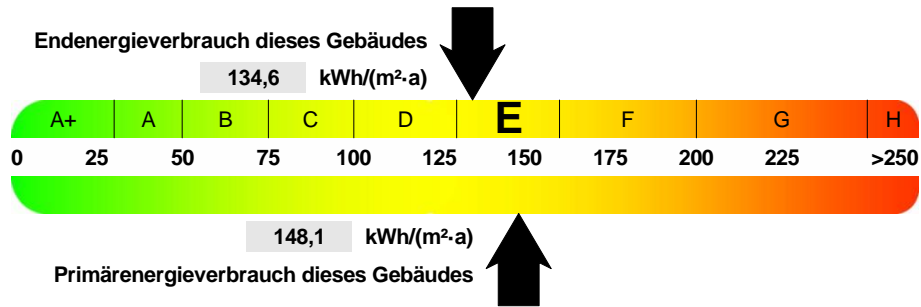 Endenergieverbrauch dieses Gebäudes
134,6 kWh/(m²·a)
A+ A B C D E F G H
0 25 50 75 100 125 150 175 200 225 >250
148,1 kWh/(m²·a)
Primärenergieverbrauch dieses Gebäudes